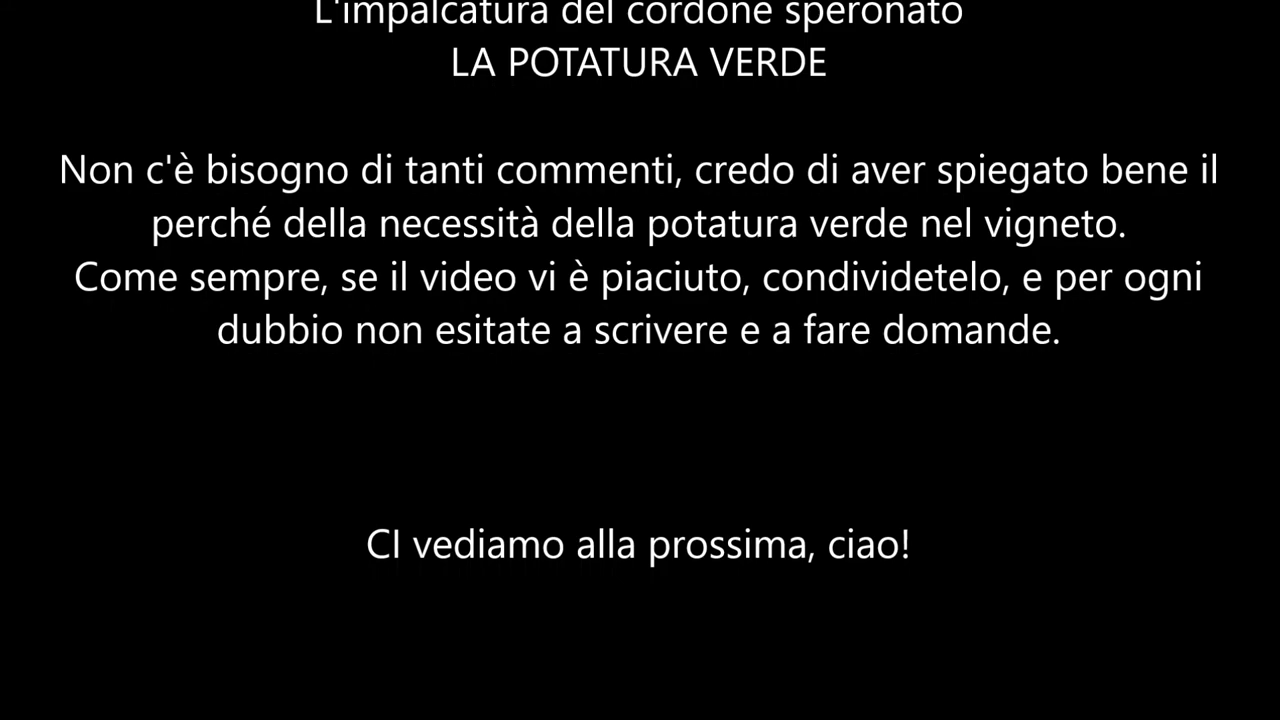 L'impalcatura del cordone speronato
LA POTATURA VERDE
Non c'è bisogno di tanti commenti, credo di aver spiegato bene il
perché della necessità della potatura verde nel vigneto.
Come sempre, se il video vi è piaciuto, condividetelo, e per ogni
dubbio non esitate a scrivere e a fare domande.
CI vediamo alla prossima, ciao!